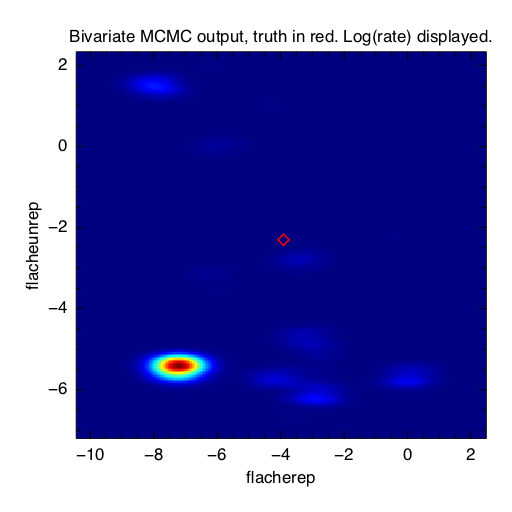 Bivariate MCMC output, truth in red. Log(rate) displayed.
2
0
−2
−4
−6
flacheunrep
−10 −8 −6 −4 −2 0 2
flacherep